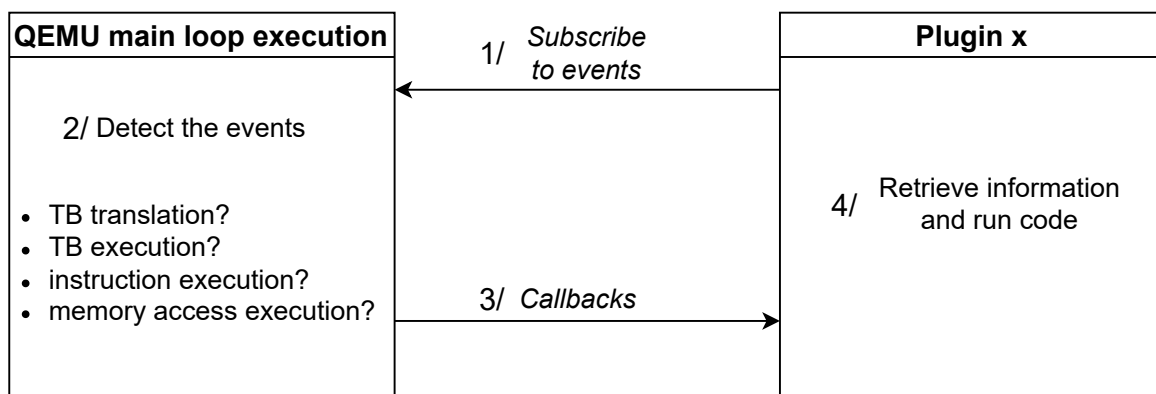 QEMU main loop execution
Plugin x
1/ Subscribe
to events
2/ Detect the events
• TB translation?
• TB execution?
• instruction execution?
• memory access execution?
3/ Callbacks
4/ Retrieve information
and run code